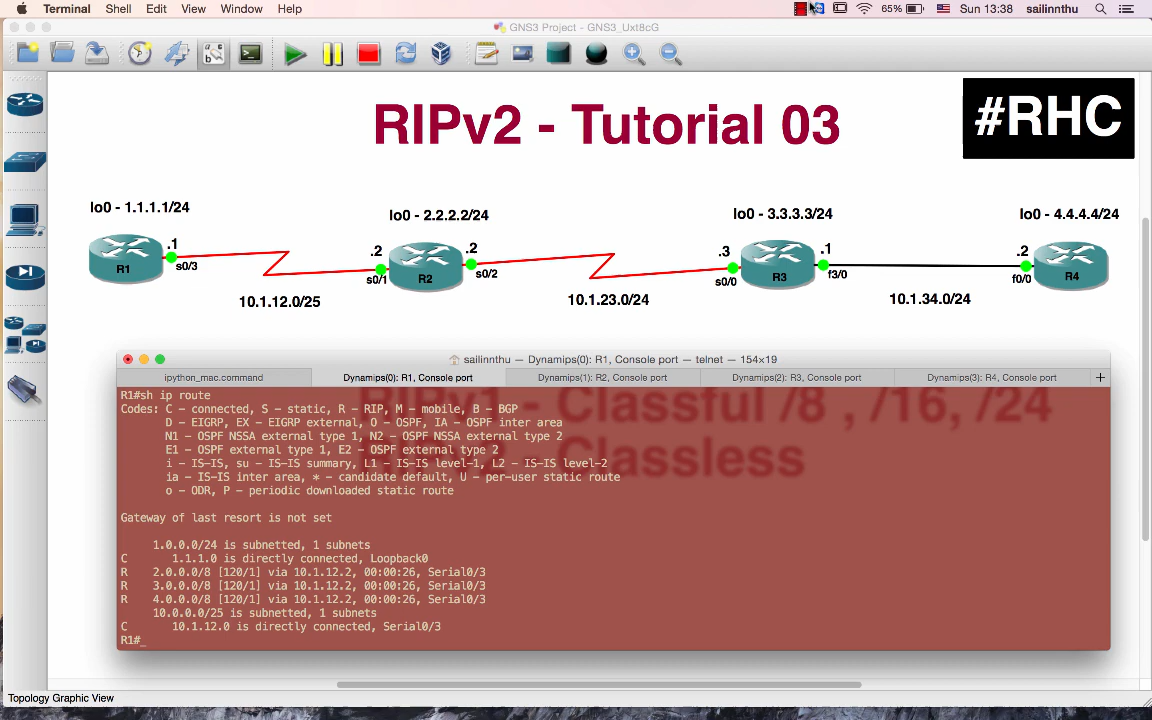 Terminal Shell Edit View Window Help 65% Sun 13:38 sailinnthu
GNS3 Project - GNS3_Uxt8cG
RIPv2 - Tutorial 03
#RHC
lo0 - 1.1.1.1/24
lo0 - 2.2.2.2/24
lo0 - 3.3.3.3/24
lo0 - 4.4.4.4/24
R1 .1 s0/3
.2 s0/1 R2 .2 s0/2
.3 s0/0 R3 .1 f3/0
.2 f0/0 R4
10.1.12.0/25
10.1.23.0/24
10.1.34.0/24
sailinnthu — Dynamips(0): R1, Console port — telnet — 154×19
ipython_mac.command Dynamips(0): R1, Console port Dynamips(1): R2, Console port Dynamips(2): R3, Console port Dynamips(3): R4, Console port +
RIPv1 - Classful /8 , /16, /24
RIPv2 - Classless
R1#sh ip route
Codes: C - connected, S - static, R - RIP, M - mobile, B - BGP
D - EIGRP, EX - EIGRP external, O - OSPF, IA - OSPF inter area
N1 - OSPF NSSA external type 1, N2 - OSPF NSSA external type 2
E1 - OSPF external type 1, E2 - OSPF external type 2
i - IS-IS, su - IS-IS summary, L1 - IS-IS level-1, L2 - IS-IS level-2
ia - IS-IS inter area, * - candidate default, U - per-user static route
o - ODR, P - periodic downloaded static route
Gateway of last resort is not set
1.0.0.0/24 is subnetted, 1 subnets
C 1.1.1.0 is directly connected, Loopback0
R 2.0.0.0/8 [120/1] via 10.1.12.2, 00:00:26, Serial0/3
R 3.0.0.0/8 [120/1] via 10.1.12.2, 00:00:26, Serial0/3
R 4.0.0.0/8 [120/1] via 10.1.12.2, 00:00:26, Serial0/3
10.0.0.0/25 is subnetted, 1 subnets
C 10.1.12.0 is directly connected, Serial0/3
R1#_
Topology Graphic View